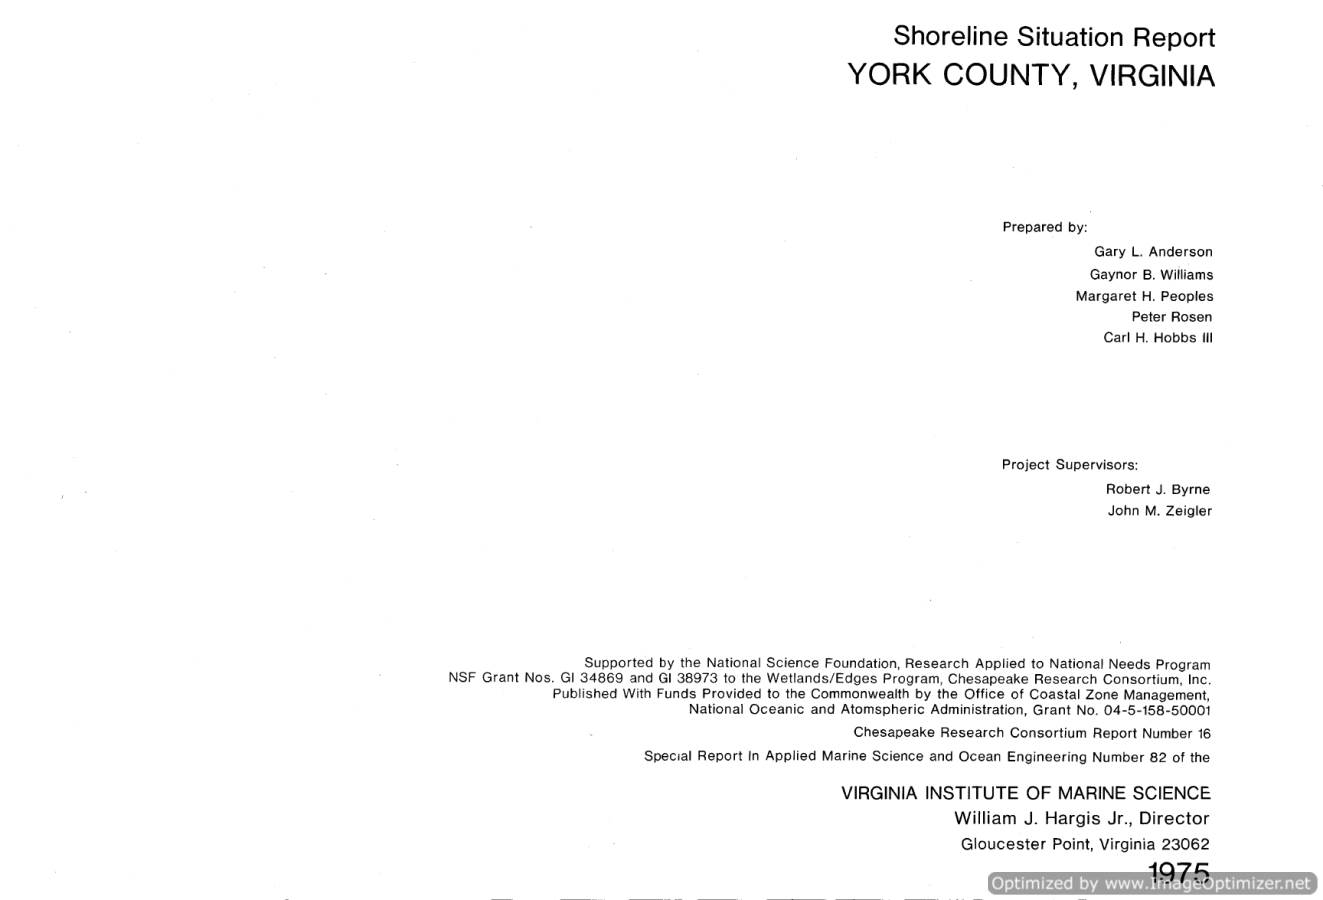 Shoreline Situation Report
YORK COUNTY, VIRGINIA
Prepared by:
Gary L. Anderson
Gaynor B. Williams
Margaret H. Peoples
Peter Rosen
Carl H. Hobbs III
Project Supervisors:
Robert J. Byrne
John M. Zeigler
Supported by the National Science Foundation, Research Applied to National Needs Program
NSF Grant Nos. GI 34869 and GI 38973 to the Wetlands/Edges Program, Chesapeake Research Consortium, Inc.
Published With Funds Provided to the Commonwealth by the Office of Coastal Zone Management,
National Oceanic and Atomspheric Administration, Grant No. 04-5-158-50001
Chesapeake Research Consortium Report Number 16
Special Report In Applied Marine Science and Ocean Engineering Number 82 of the
VIRGINIA INSTITUTE OF MARINE SCIENCE
William J. Hargis Jr., Director
Gloucester Point, Virginia 23062
1975
Optimized by www.ImageOptimizer.net